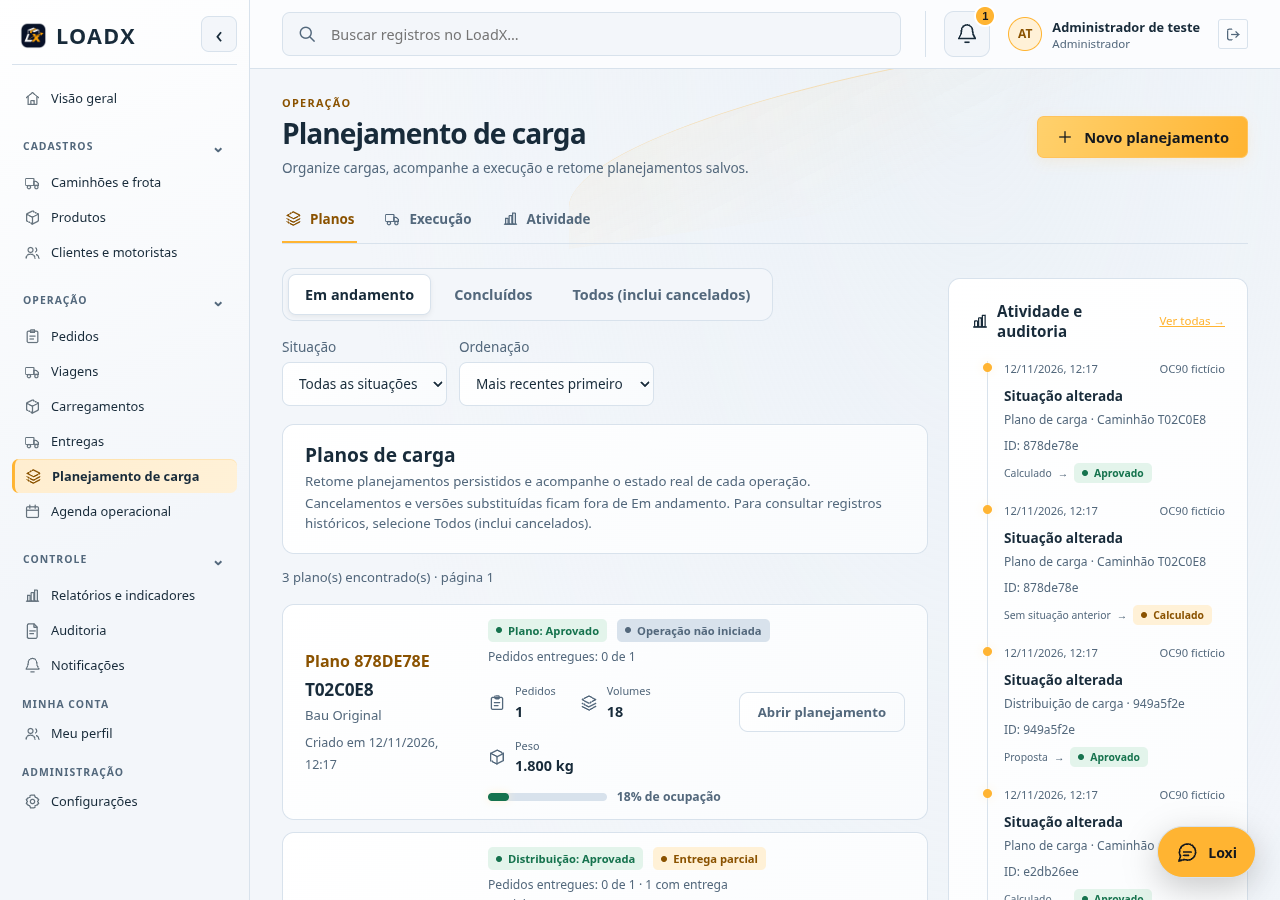 LOADX
Buscar registros no LoadX...
1
AT
Administrador de teste
Administrador
Visão geral
CADASTROS
Caminhões e frota
Produtos
Clientes e motoristas
OPERAÇÃO
Pedidos
Viagens
Carregamentos
Entregas
Planejamento de carga
Agenda operacional
CONTROLE
Relatórios e indicadores
Auditoria
Notificações
MINHA CONTA
Meu perfil
ADMINISTRAÇÃO
Configurações
OPERAÇÃO
Planejamento de carga
Organize cargas, acompanhe a execução e retome planejamentos salvos.
Novo planejamento
Planos
Execução
Atividade
Em andamento
Concluídos
Todos (inclui cancelados)
Situação
Ordenação
Todas as situações
Mais recentes primeiro
Planos de carga
Retome planejamentos persistidos e acompanhe o estado real de cada operação.
Cancelamentos e versões substituídas ficam fora de Em andamento. Para consultar registros
históricos, selecione Todos (inclui cancelados).
3 plano(s) encontrado(s) · página 1
Plano 878DE78E
T02C0E8
Bau Original
Criado em 12/11/2026,
12:17
Plano: Aprovado
Operação não iniciada
Pedidos entregues: 0 de 1
Pedidos
1
Volumes
18
Peso
1.800 kg
18% de ocupação
Abrir planejamento
Distribuição: Aprovada
Entrega parcial
Pedidos entregues: 0 de 1 · 1 com entrega
Atividade e
auditoria
Ver todas →
12/11/2026, 12:17
OC90 fictício
Situação alterada
Plano de carga · Caminhão T02C0E8
ID: 878de78e
Calculado → Aprovado
12/11/2026, 12:17
OC90 fictício
Situação alterada
Plano de carga · Caminhão T02C0E8
ID: 878de78e
Sem situação anterior → Calculado
12/11/2026, 12:17
OC90 fictício
Situação alterada
Distribuição de carga · 949a5f2e
ID: 949a5f2e
Proposta → Aprovado
12/11/2026, 12:17
OC90 fictício
Situação alterada
Plano de carga · Caminhão
ID: e2db26ee
Calculado → Aprovado
Loxi